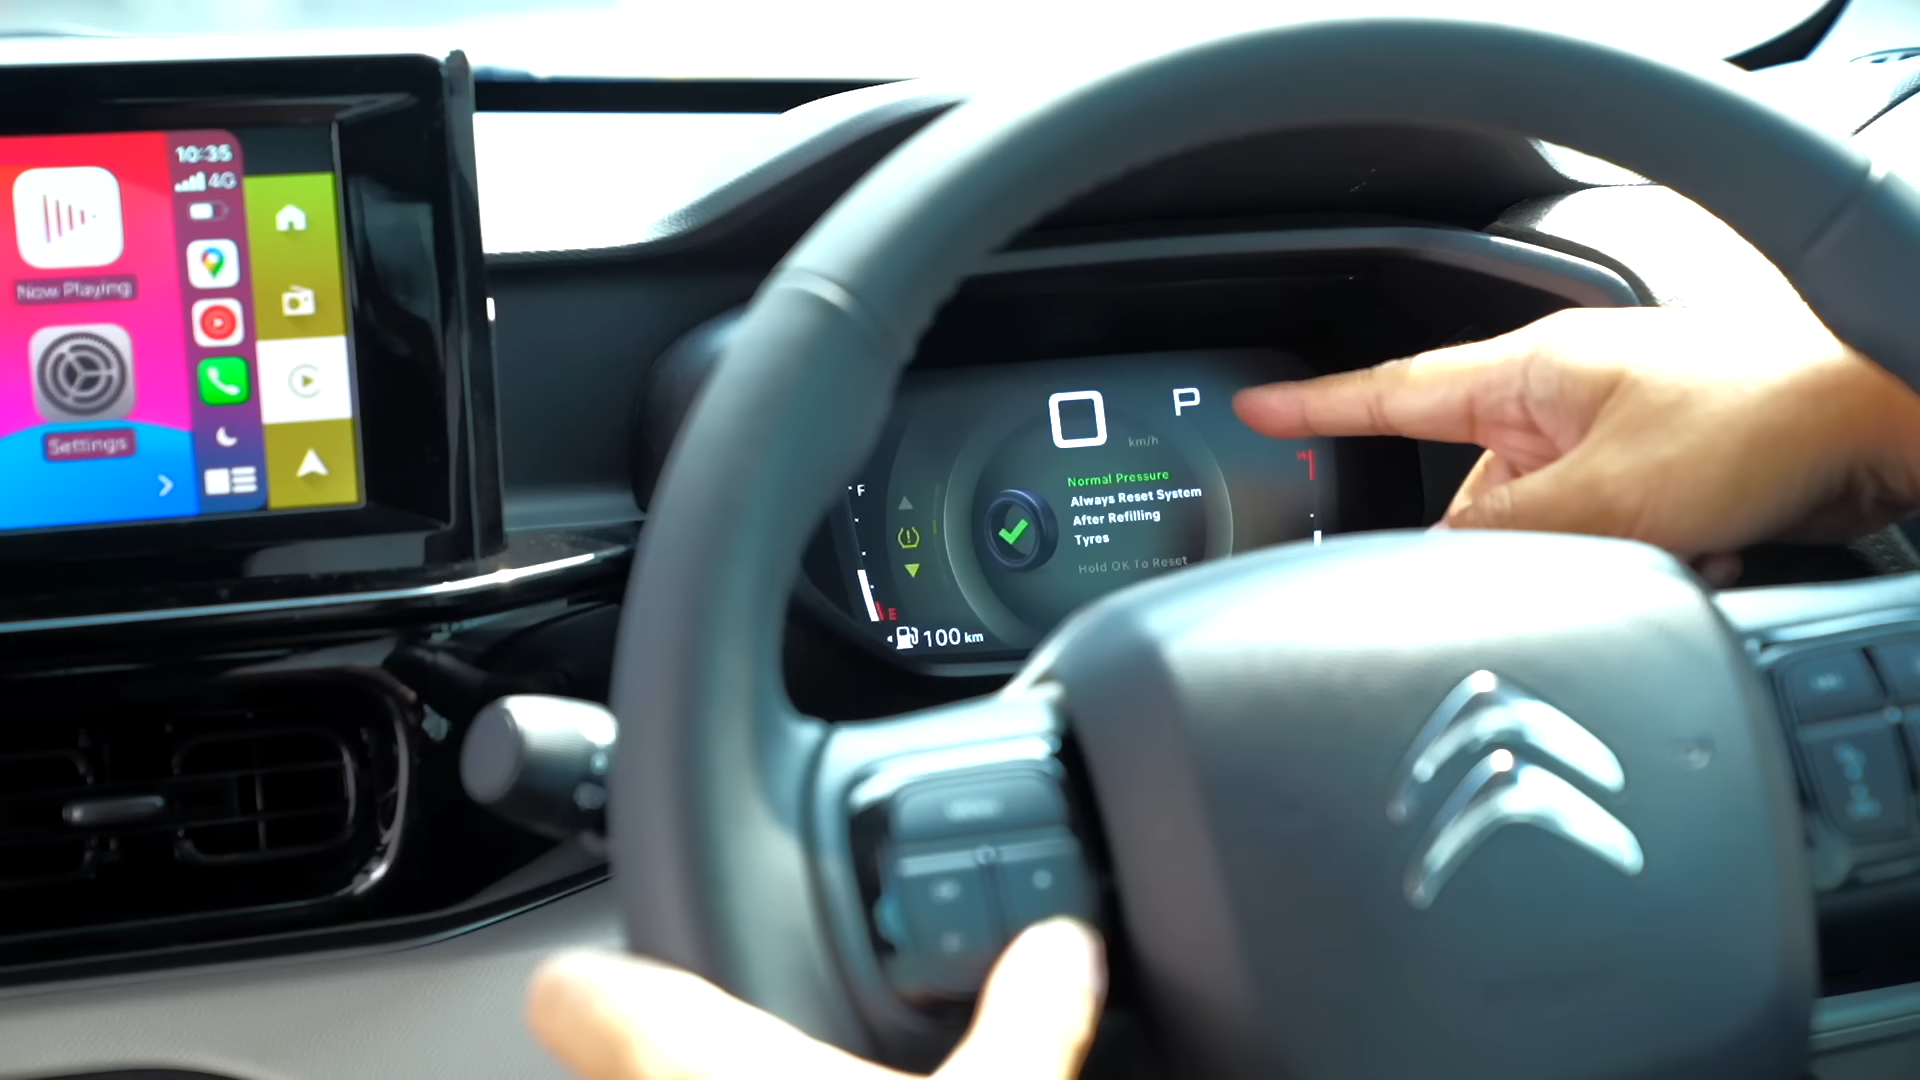 10:35
4G
Now Playing
Settings
0
P
km/h
Normal Pressure
Always Reset System
After Refilling
Tyres
Hold OK To Reset
F
E
H
100 km